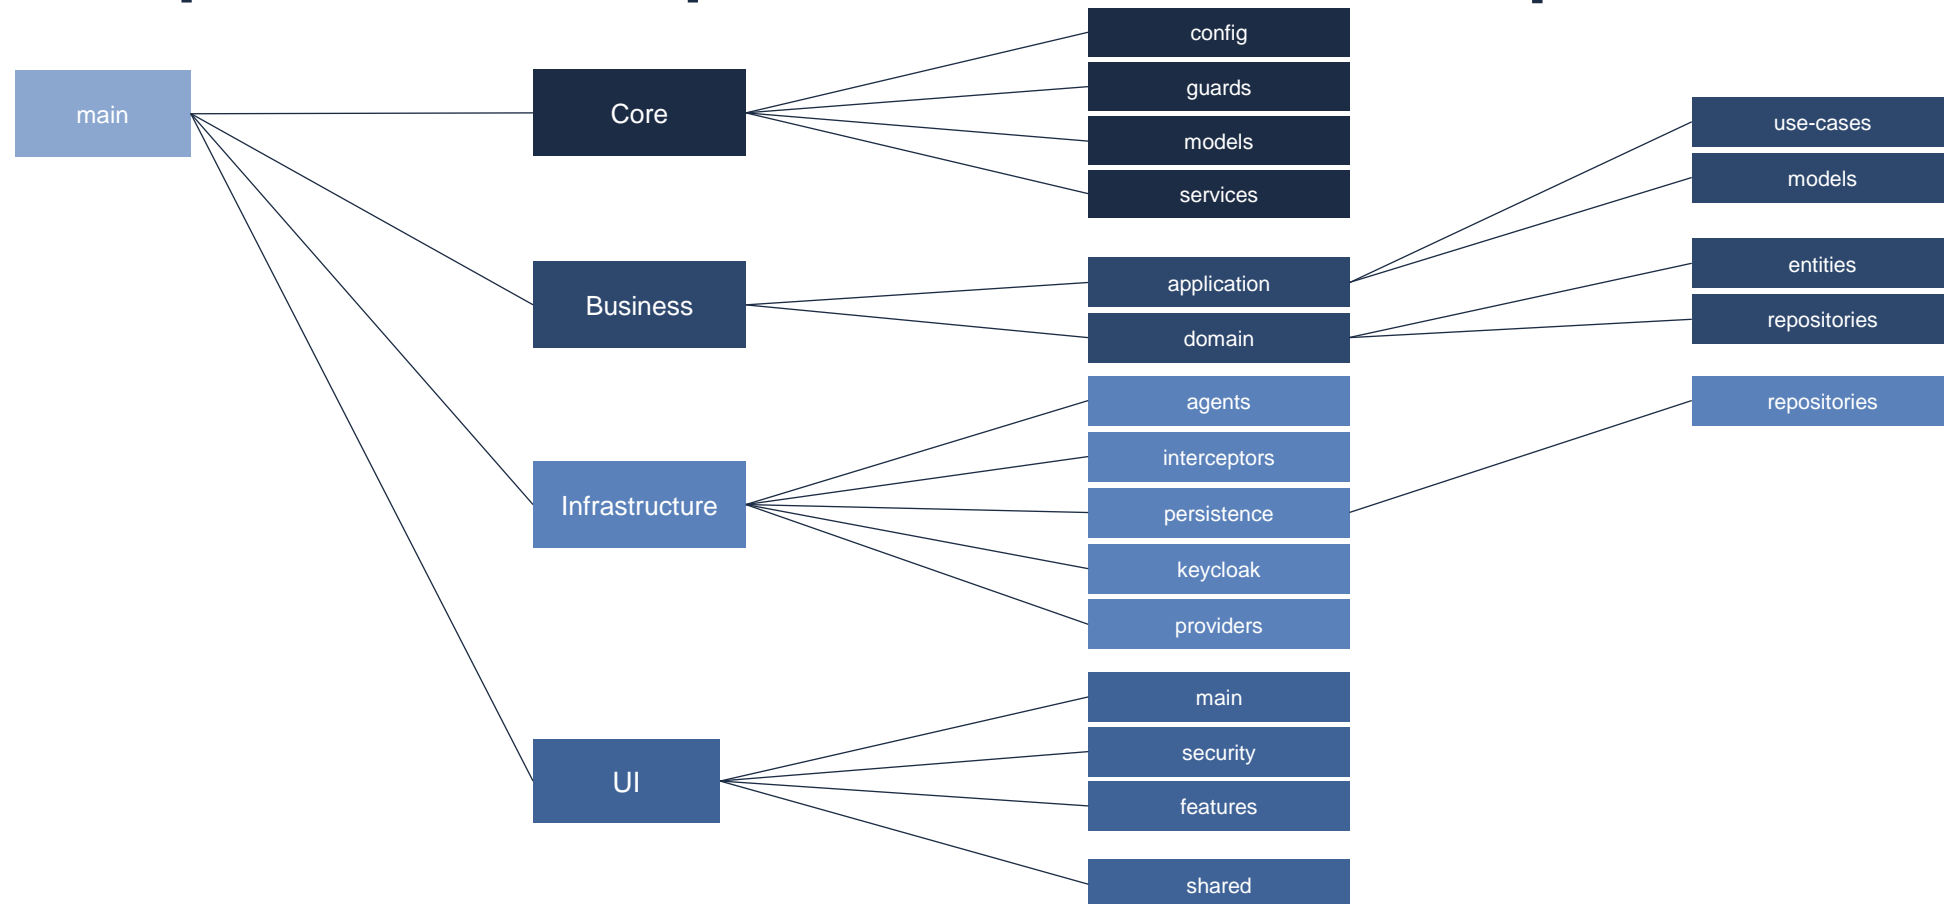 main
Core
config
guards
models
services
Business
application
use-cases
models
domain
entities
repositories
Infrastructure
agents
interceptors
persistence
repositories
keycloak
providers
UI
main
security
features
shared